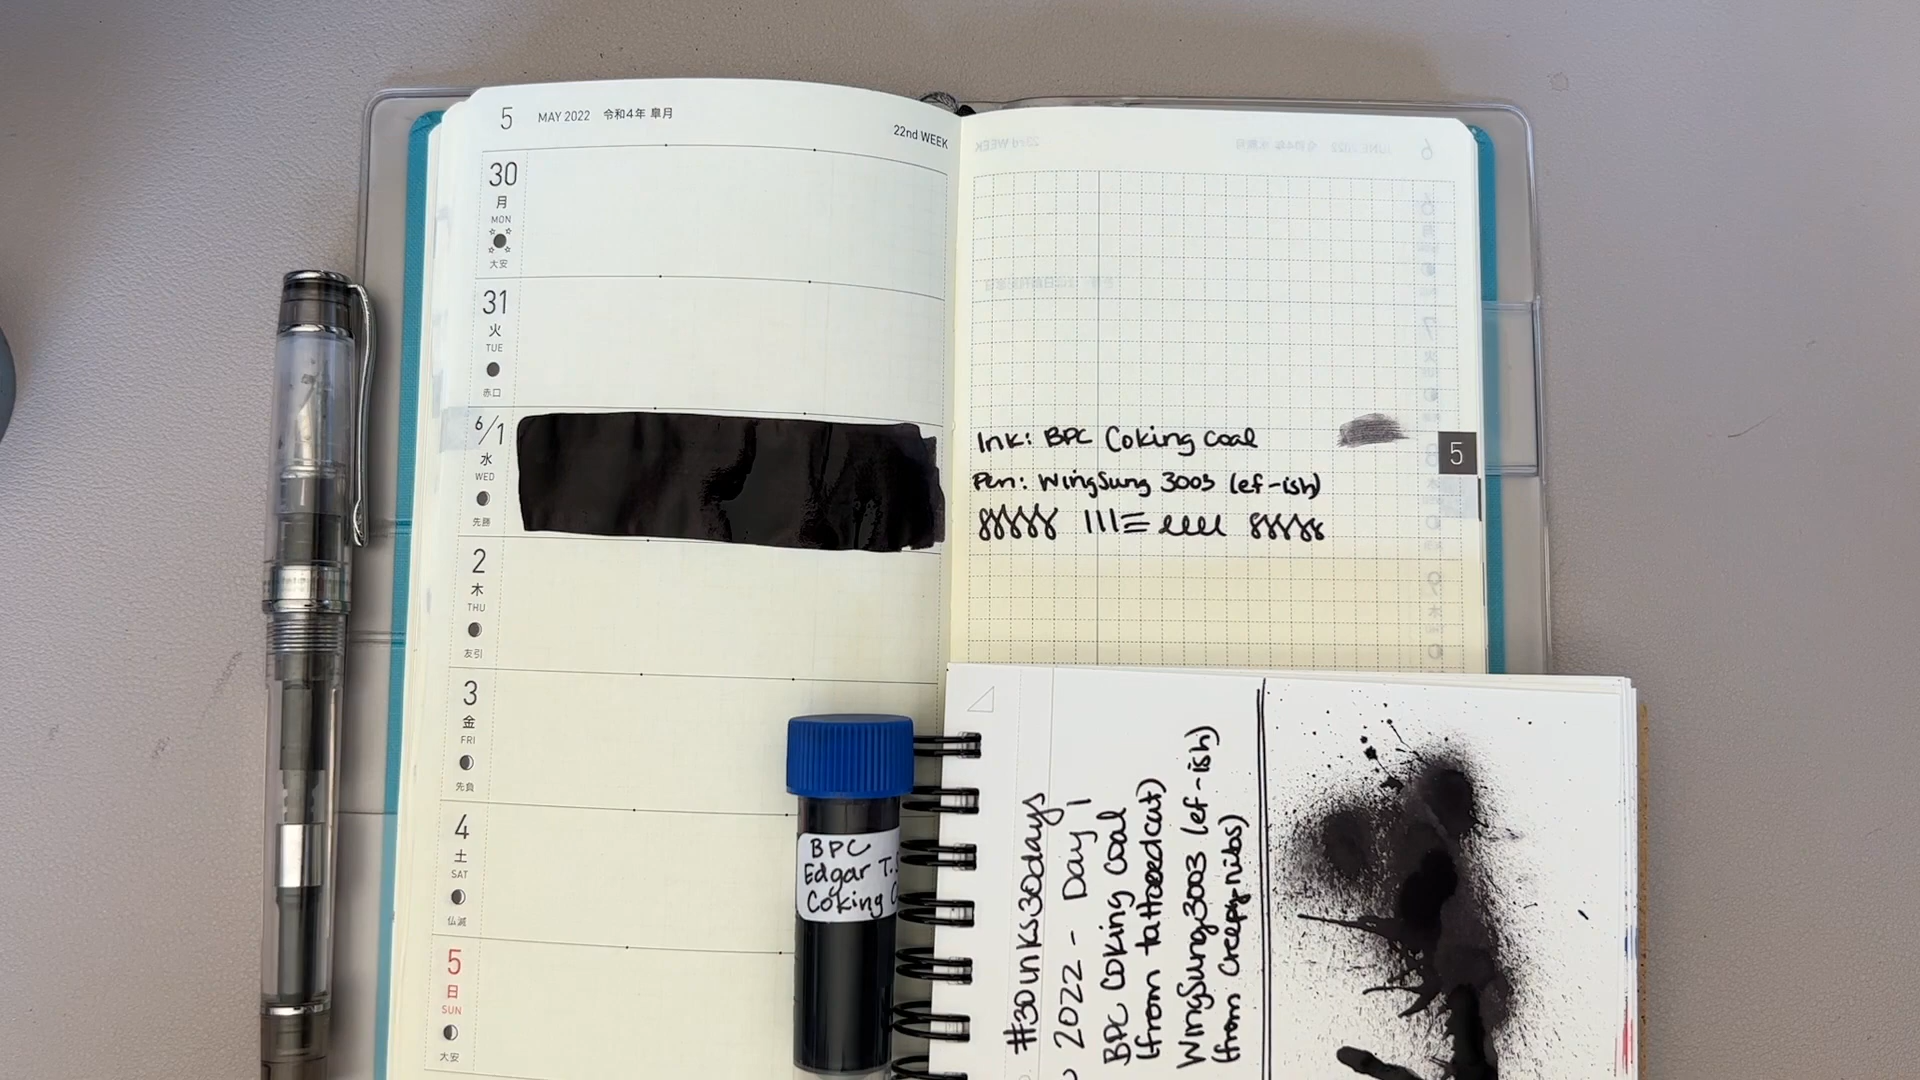 5 MAY 2022 令和4年 皐月
22nd WEEK
30
月
MON
大安
31
火
TUE
赤口
6/1
水
WED
先勝
2
木
THU
友引
3
金
FRI
先負
4
土
SAT
仏滅
5
日
SUN
大安
Ink: BPC Coking Coal
Pen: WingSung 3003 (ef-ish)
5
BPC
Edgar T.
Coking
#30inks30days
2022 - Day 1
BPC Coking Coal
(from tattoedcat)
WingSung3003 (ef-ish)
(from creepy.nibs)